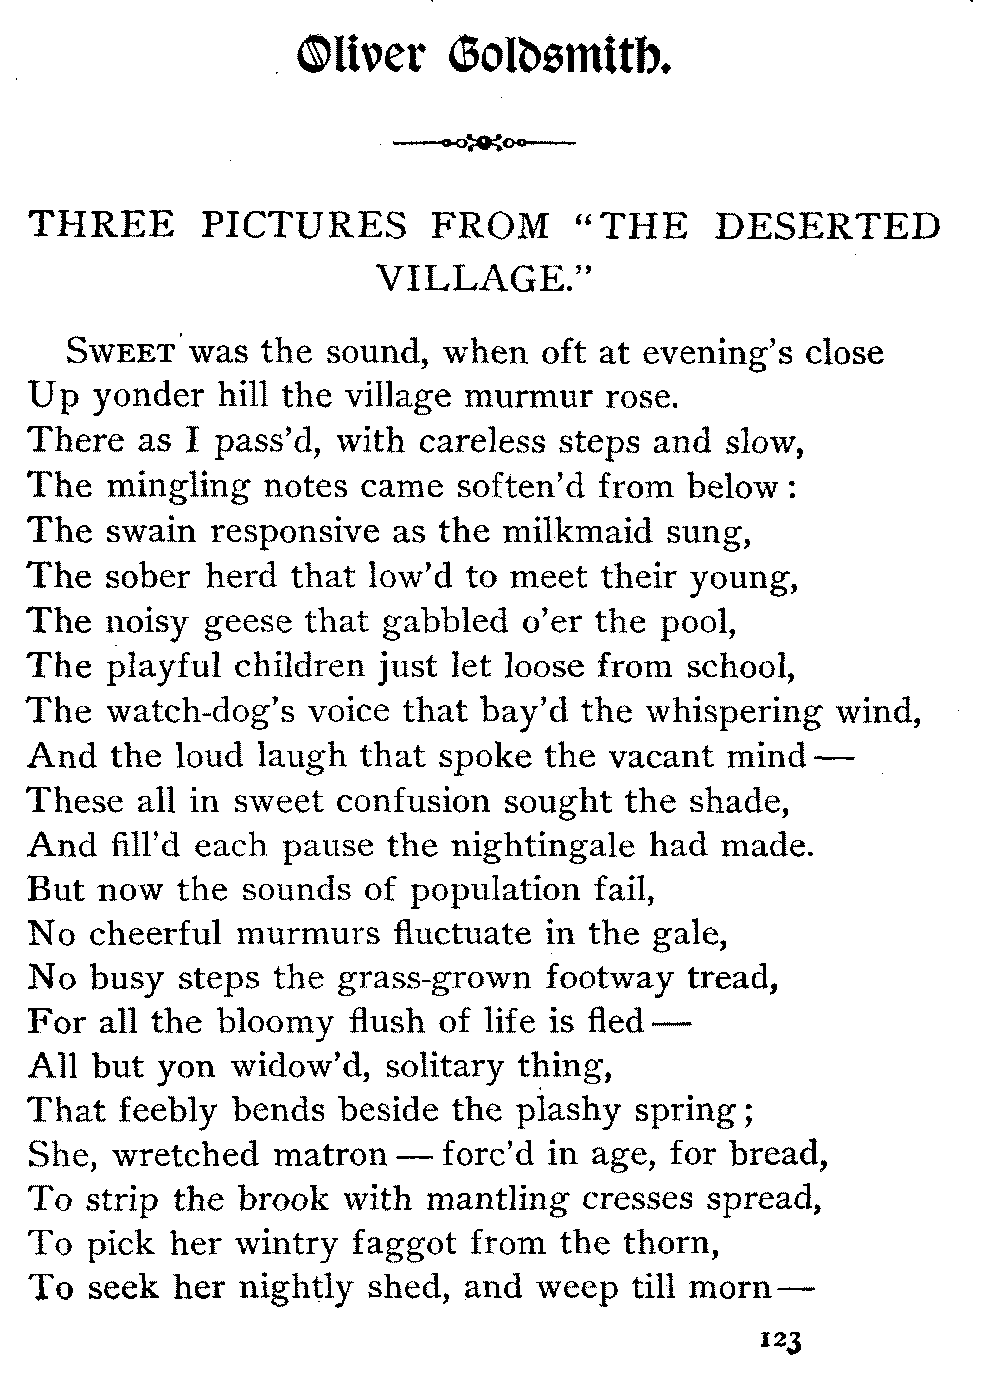 Oliver Goldsmith.
THREE PICTURES FROM “THE DESERTED
VILLAGE.”
Sweet was the sound, when oft at evening’s close
Up yonder hill the village murmur rose.
There as I pass’d, with careless steps and slow,
The mingling notes came soften’d from below :
The swain responsive as the milkmaid sung,
The sober herd that low’d to meet their young,
The noisy geese that gabbled o’er the pool,
The playful children just let loose from school,
The watch-dog’s voice that bay’d the whispering wind,
And the loud laugh that spoke the vacant mind —
These all in sweet confusion sought the shade,
And fill’d each pause the nightingale had made.
But now the sounds of population fail,
No cheerful murmurs fluctuate in the gale,
No busy steps the grass-grown footway tread,
For all the bloomy flush of life is fled —
All but yon widow’d, solitary thing,
That feebly bends beside the plashy spring ;
She, wretched matron — forc’d in age, for bread,
To strip the brook with mantling cresses spread,
To pick her wintry faggot from the thorn,
To seek her nightly shed, and weep till morn —
123